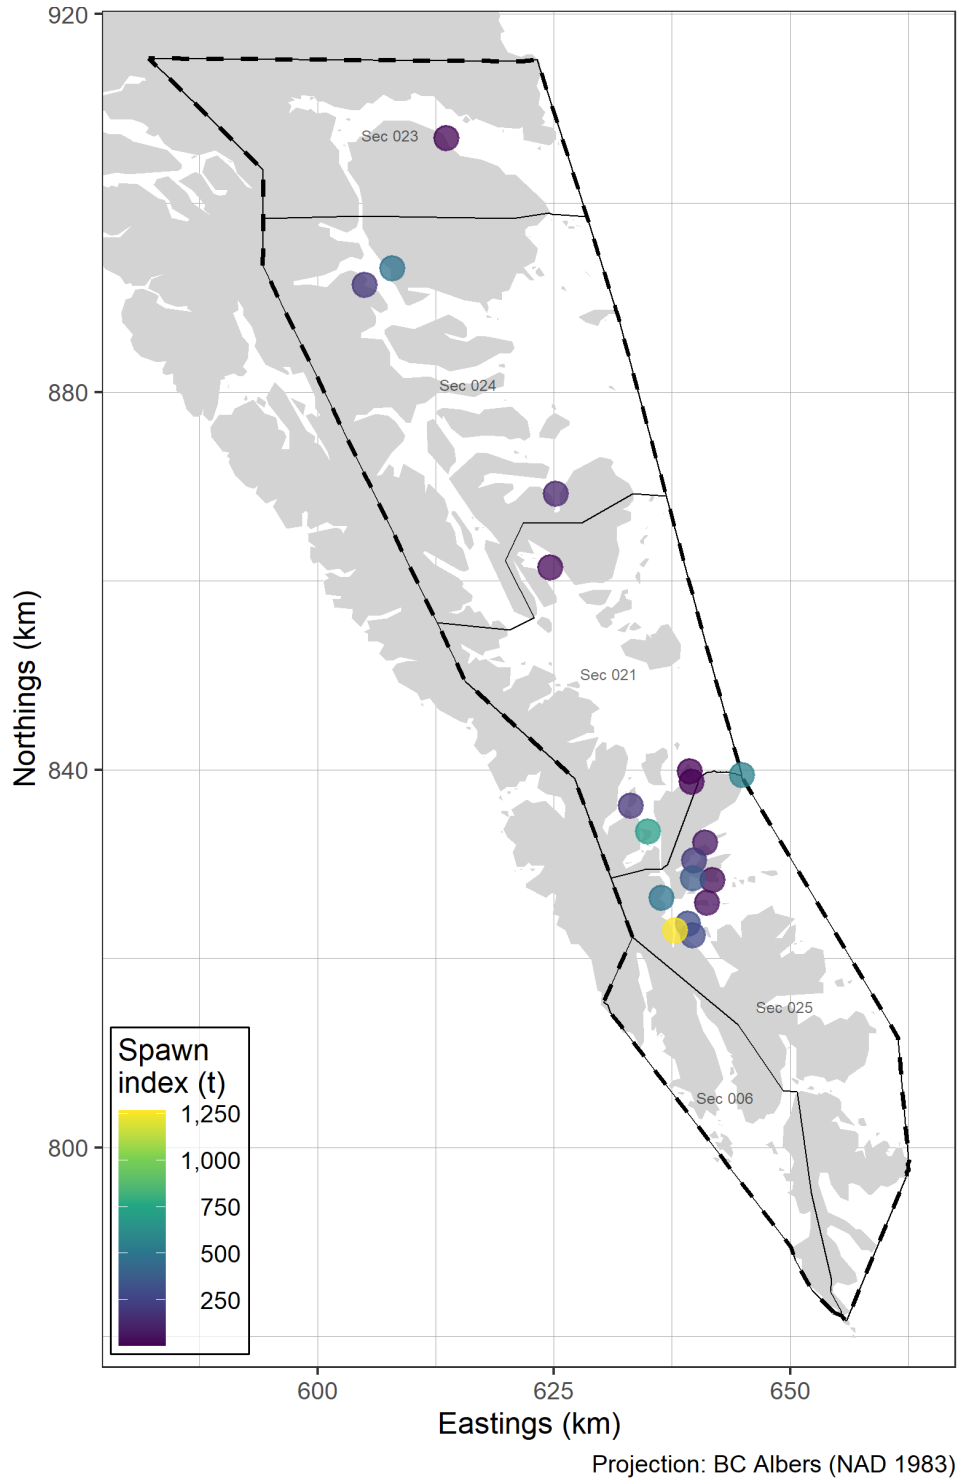 920
Sec 023
Sec 024
880
Sec 021
Northings (km)
840
Sec 025
Sec 006
800
Spawn
index (t)
1,250
1,000
750
500
250
600
625
650
Eastings (km)
Projection: BC Albers (NAD 1983)